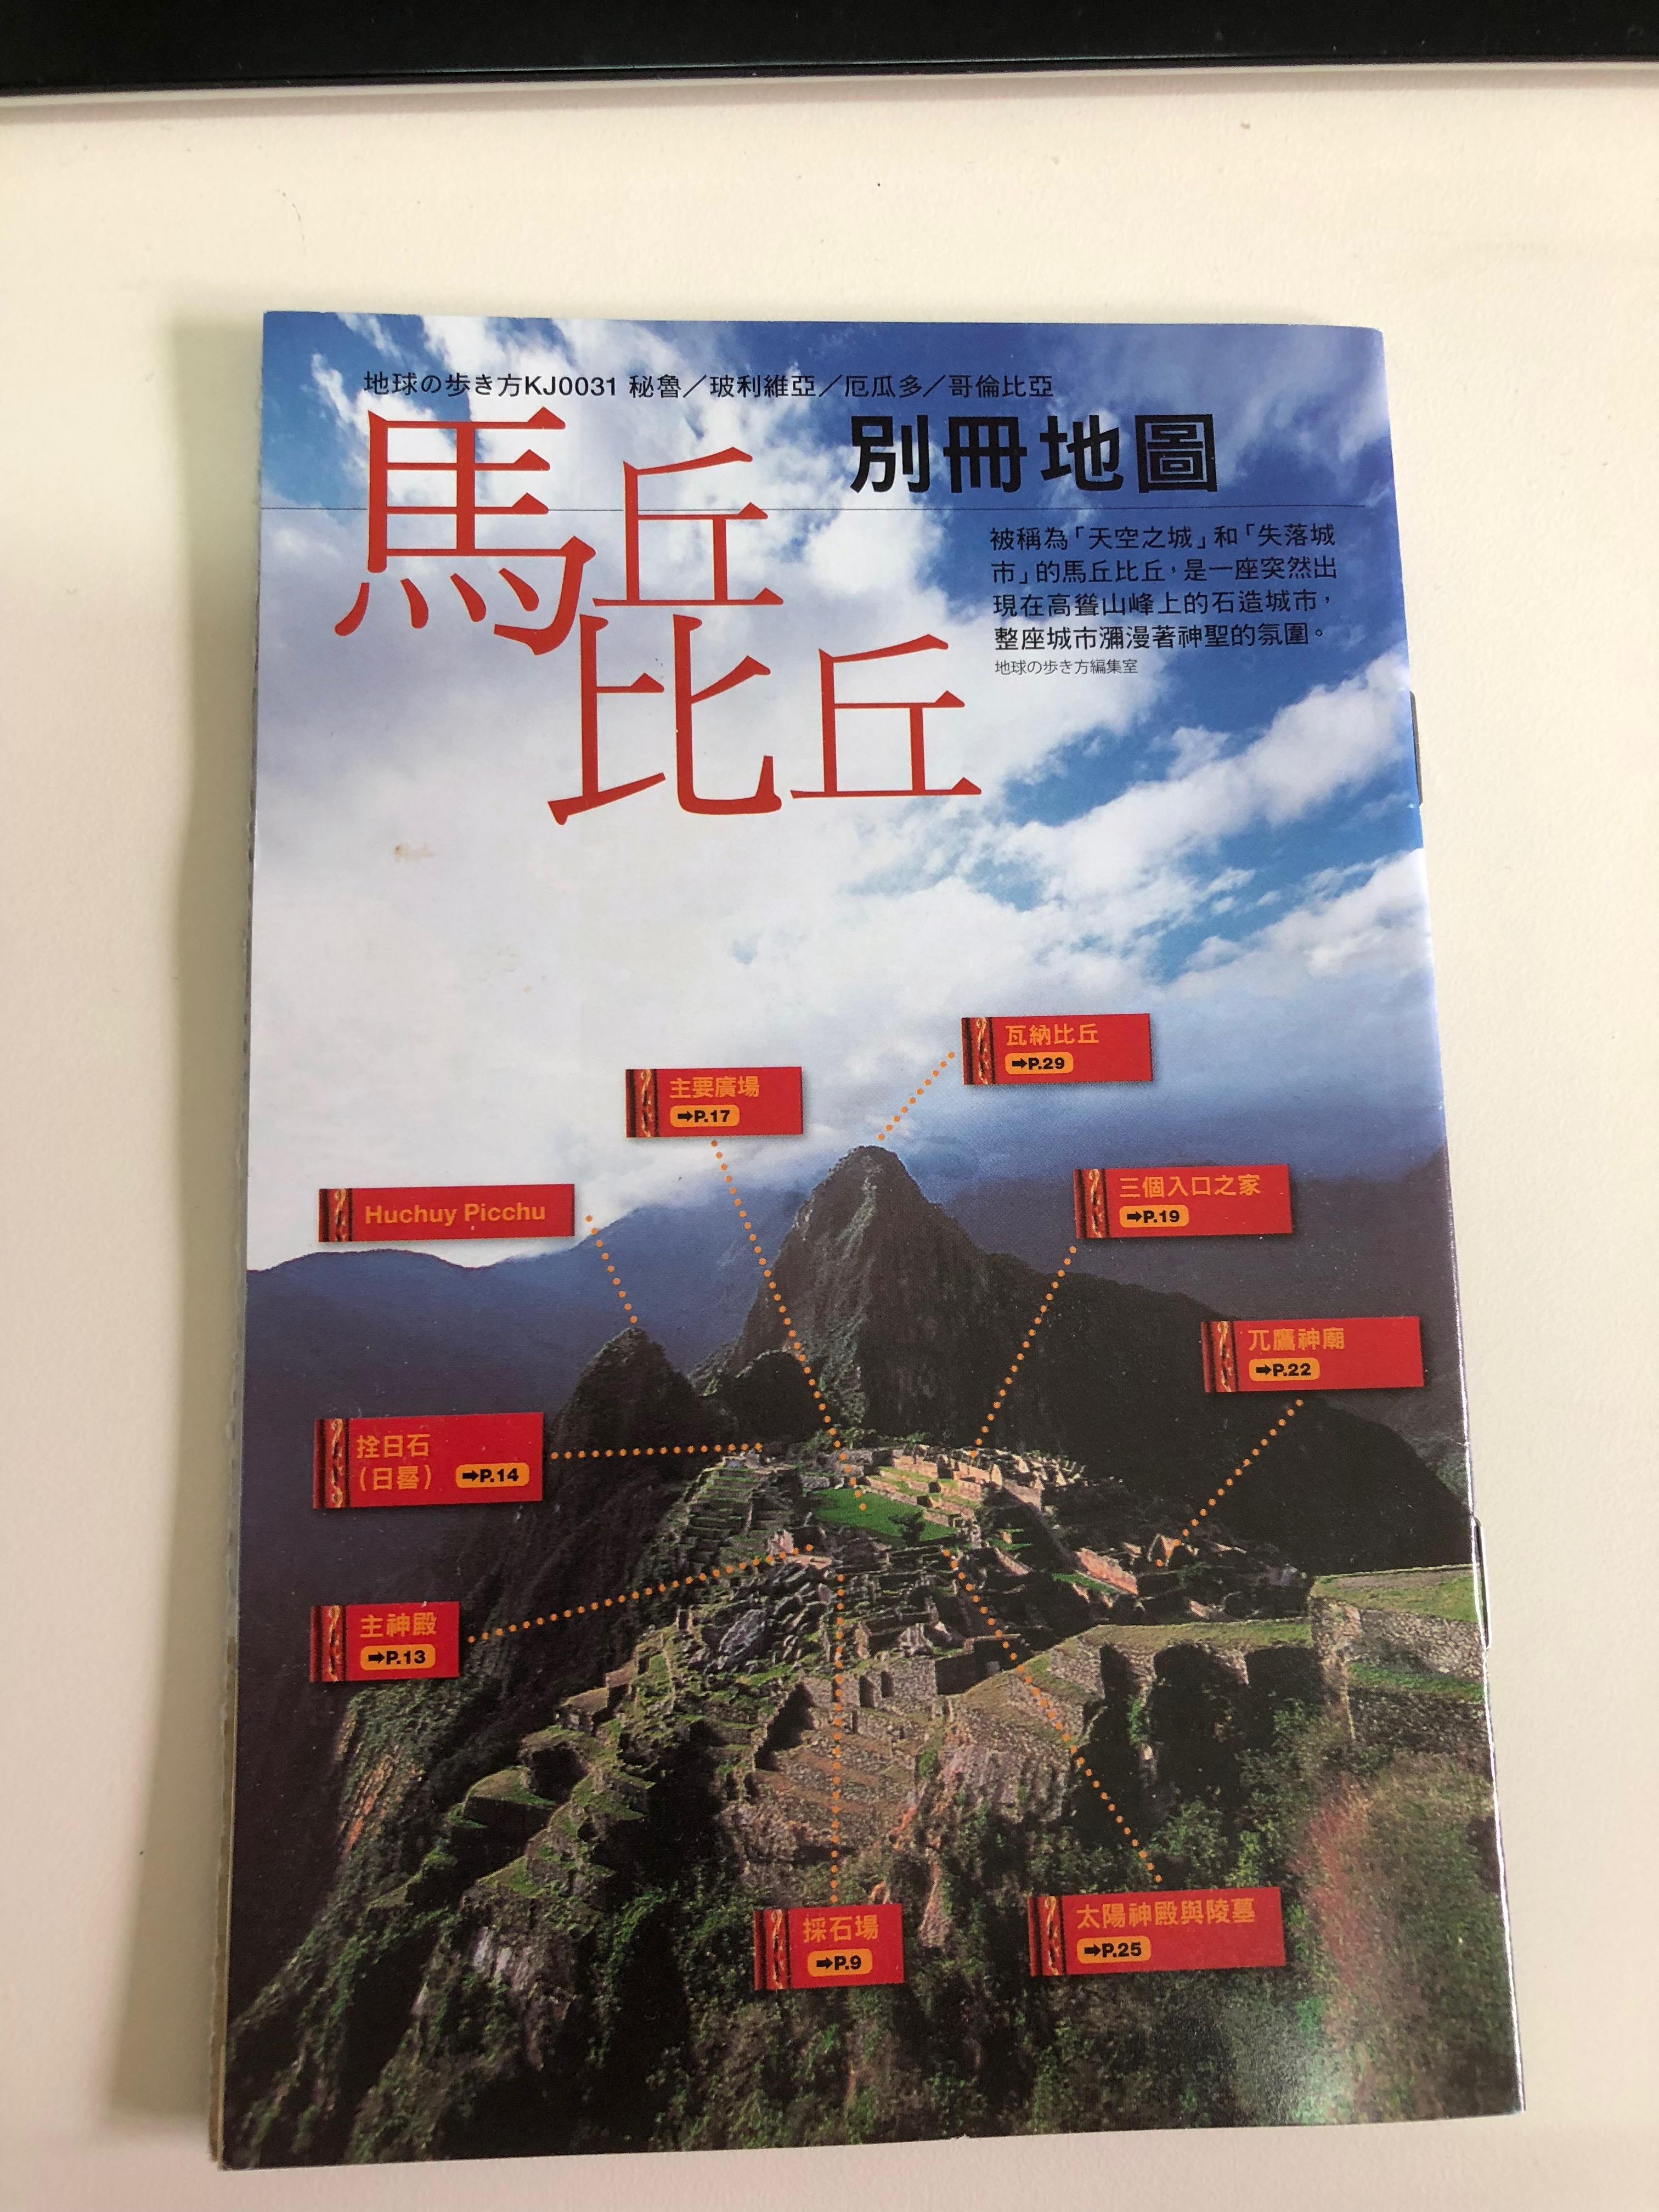 地球の歩き方KJ0031 秘魯／玻利維亞／厄瓜多／哥倫比亞
別冊地圖
馬丘
比丘
被稱為「天空之城」和「失落城
市」的馬丘比丘，是一座突然出
現在高聳山峰上的石造城市，
整座城市瀰漫著神聖的氛圍。
地球の歩き方編集室
瓦納比丘
➡P.29
主要廣場
➡P.17
三個入口之家
➡P.19
Huchuy Picchu
兀鷹神廟
➡P.22
拴日石
（日晷） ➡P.14
主神殿
➡P.13
採石場
➡P.9
太陽神殿與陵墓
➡P.25